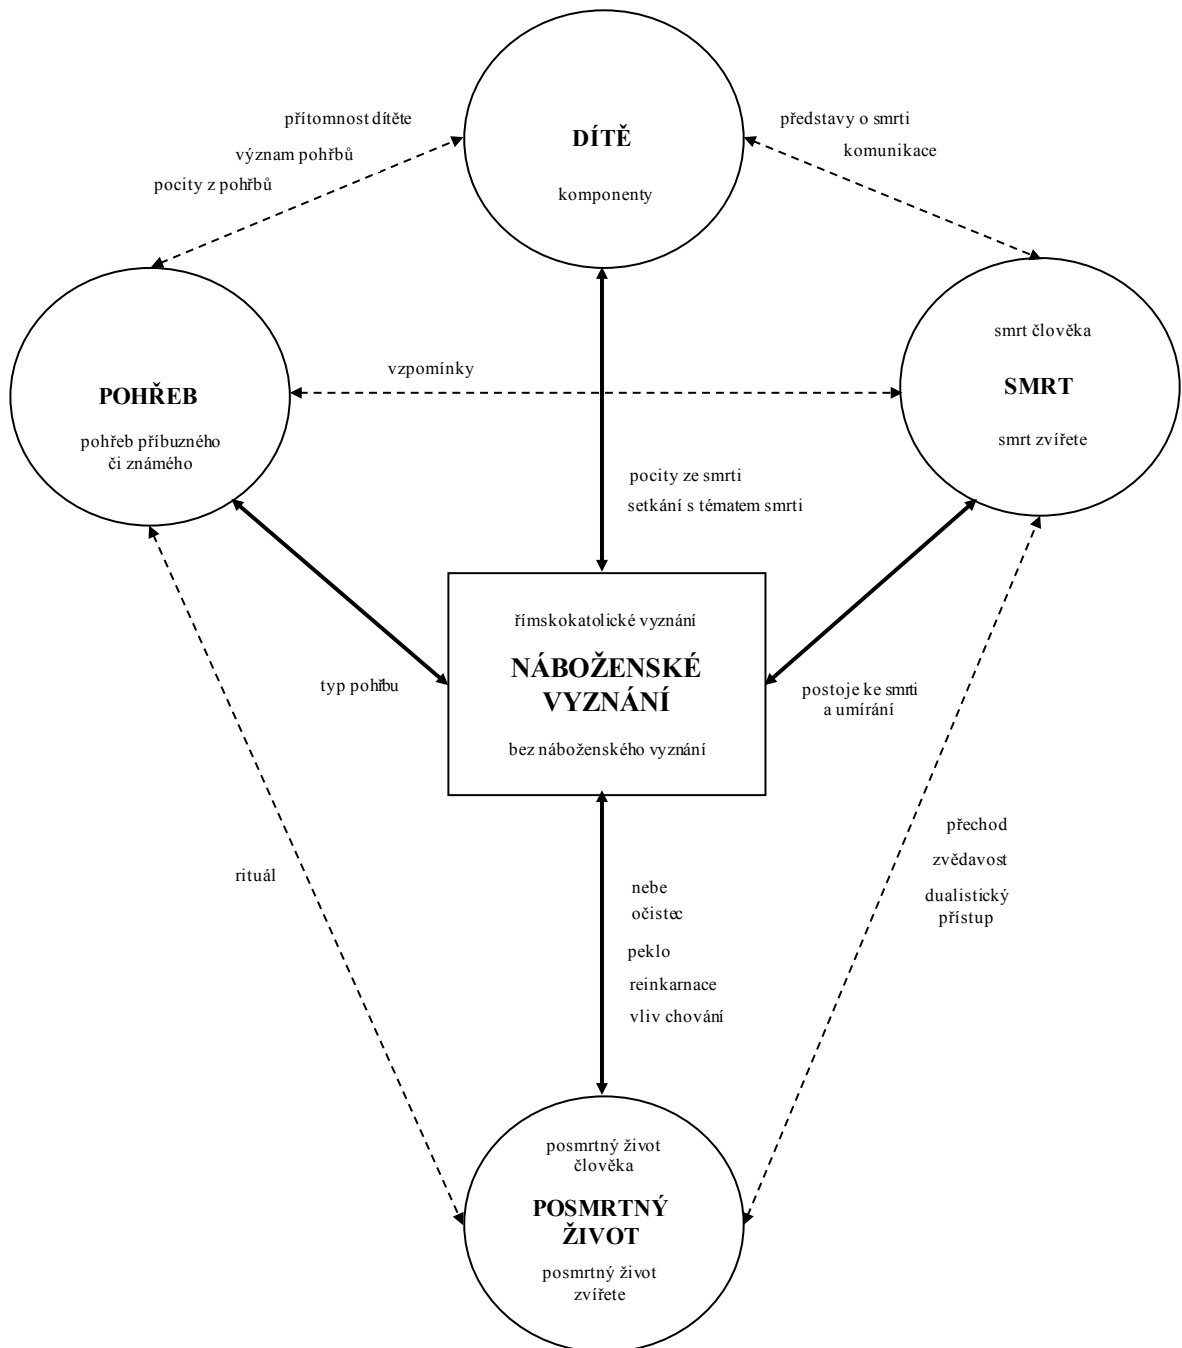 přítomnost dítěte
význam pohřbů
pocity z pohřbů
DÍTĚ
komponenty
představy o smrti
komunikace
POHŘEB
pohřeb příbuzného
či známého
vzpomínky
smrt člověka
SMRT
smrt zvířete
pocity ze smrti
setkání s tématem smrti
typ pohřbu
římskokatolické vyznání
NÁBOŽENSKÉ
VYZNÁNÍ
bez náboženského vyznání
postoje ke smrti
a umírání
rituál
nebe
očistec
peklo
reinkarnace
vliv chování
přechod
zvědavost
dualistický
přístup
posmrtný život
člověka
POSMRTNÝ
ŽIVOT
posmrtný život
zvířete